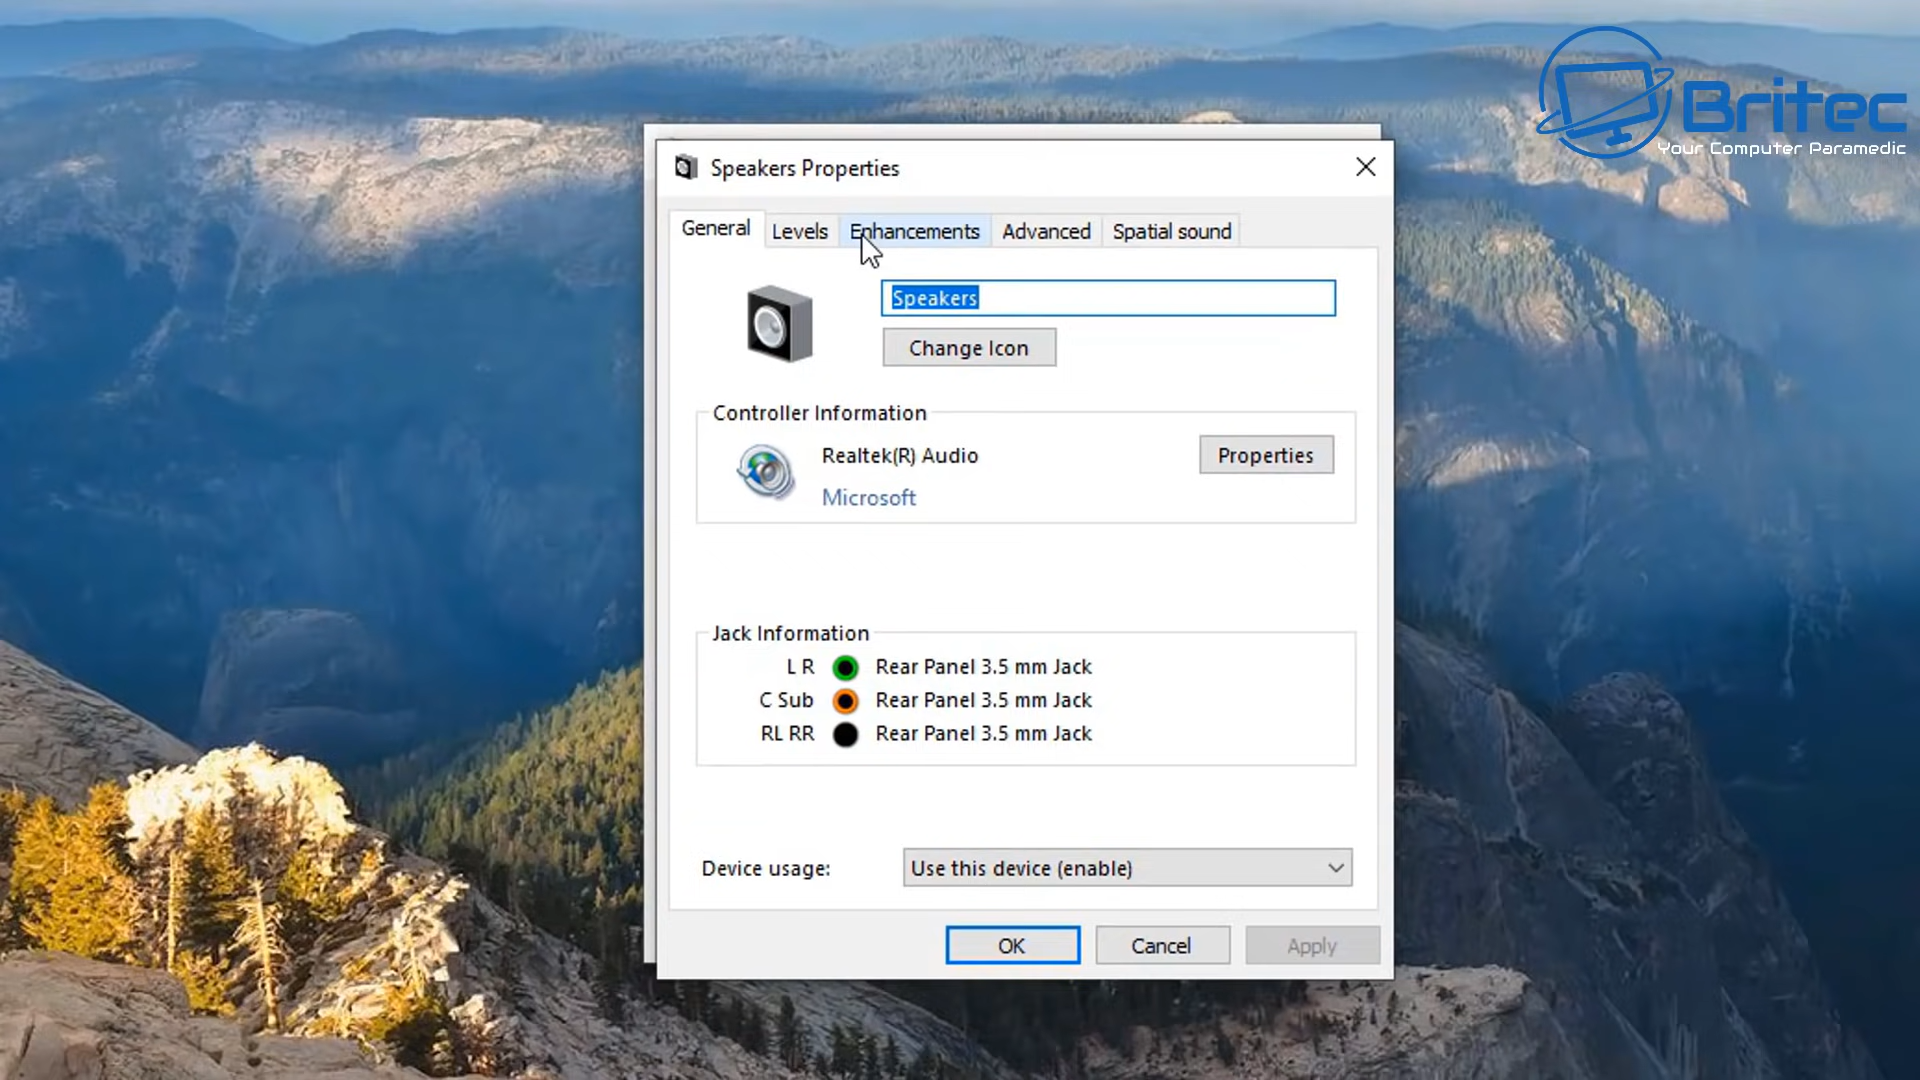 Britec
Your Computer Paramedic
Speakers Properties
General
Levels
Enhancements
Advanced
Spatial sound
Speakers
Change Icon
Controller Information
Realtek(R) Audio
Properties
Microsoft
Jack Information
L R Rear Panel 3.5 mm Jack
C Sub Rear Panel 3.5 mm Jack
RL RR Rear Panel 3.5 mm Jack
Device usage:
Use this device (enable)
OK
Cancel
Apply